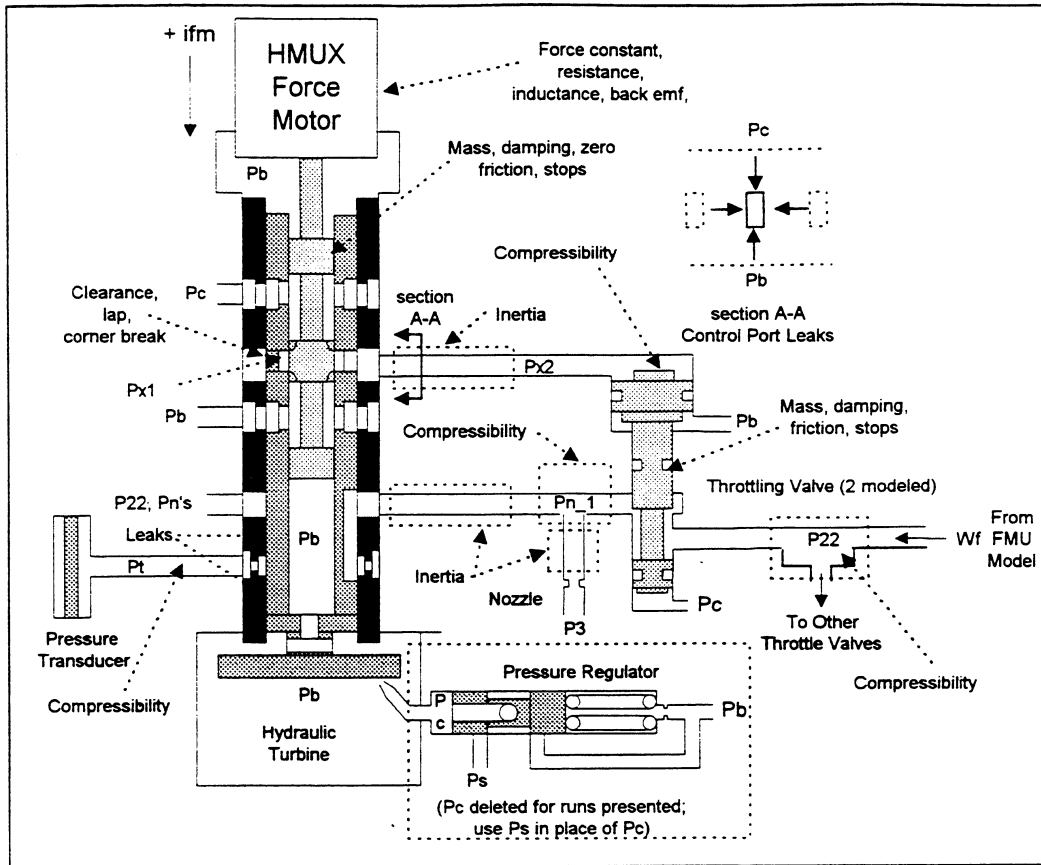 + ifm
HMUX
Force
Motor
Force constant,
resistance,
inductance, back emf,
Pb
Mass, damping, zero
friction, stops
Pc
Pb
section A-A
Control Port Leaks
Compressibility
Pc
Clearance,
lap,
corner break
section
A-A
Inertia
Px1
Px2
Pb
Pb
Mass, damping,
friction, stops
Compressibility
P22; Pn's
Pn_1
Throttling Valve (2 modeled)
Leaks
Pb
Pt
P22
Wf
From
FMU
Model
Inertia
Nozzle
P3
Pc
To Other
Throttle Valves
Pressure
Transducer
Compressibility
Compressibility
Pb
Hydraulic
Turbine
Pressure Regulator
P
c
Pb
Ps
(Pc deleted for runs presented;
use Ps in place of Pc)